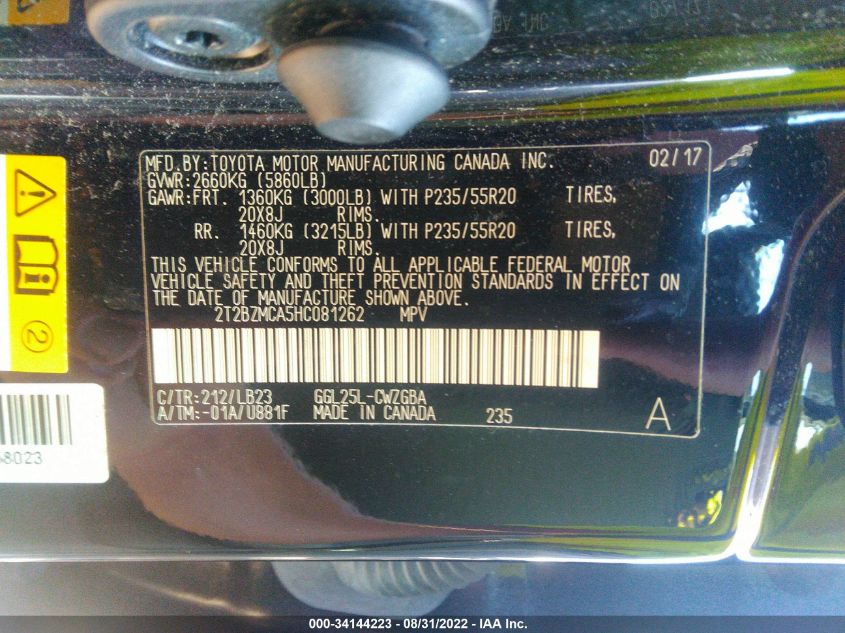 MFD.BY:TOYOTA MOTOR MANUFACTURING CANADA INC. 02/17
GVWR:2660KG (5860LB)
GAWR:FRT. 1360KG (3000LB) WITH P235/55R20 TIRES,
20X8J RIMS.
RR. 1460KG (3215LB) WITH P235/55R20 TIRES,
20X8J RIMS.
THIS VEHICLE CONFORMS TO ALL APPLICABLE FEDERAL MOTOR
VEHICLE SAFETY AND THEFT PREVENTION STANDARDS IN EFFECT ON
THE DATE OF MANUFACTURE SHOWN ABOVE.
2T2BZMCA5HC081262 MPV
C/TR:212/LB23 GGL25L-CWZGBA
A/TM:-01A/U881F MADE IN CANADA 235 A
2
8023
000-34144223 - 08/31/2022 - IAA Inc.